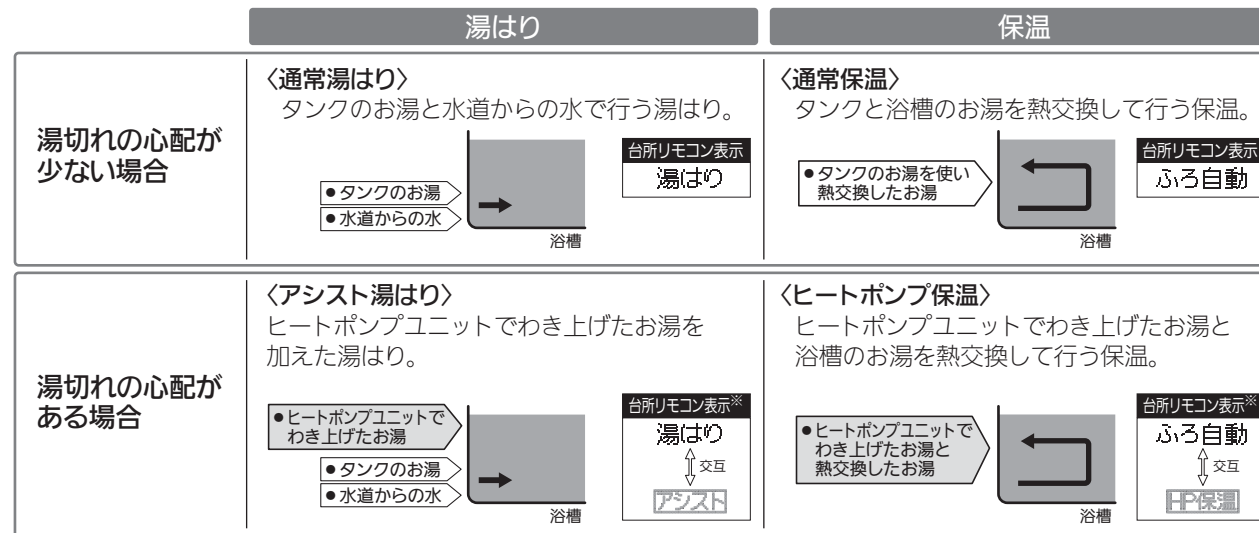 湯はり
保温
湯切れの心配が
少ない場合
〈通常湯はり〉
タンクのお湯と水道からの水で行う湯はり。
●タンクのお湯
●水道からの水
浴槽
台所リモコン表示
湯はり
〈通常保温〉
タンクと浴槽のお湯を熱交換して行う保温。
●タンクのお湯を使い
熱交換したお湯
浴槽
台所リモコン表示
ふろ自動
湯切れの心配が
ある場合
〈アシスト湯はり〉
ヒートポンプユニットでわき上げたお湯を
加えた湯はり。
●ヒートポンプユニットで
わき上げたお湯
●タンクのお湯
●水道からの水
浴槽
台所リモコン表示※
湯はり
交互
アシスト
〈ヒートポンプ保温〉
ヒートポンプユニットでわき上げたお湯と
浴槽のお湯を熱交換して行う保温。
●ヒートポンプユニットで
わき上げたお湯と
熱交換したお湯
浴槽
台所リモコン表示※
ふろ自動
交互
HP保温